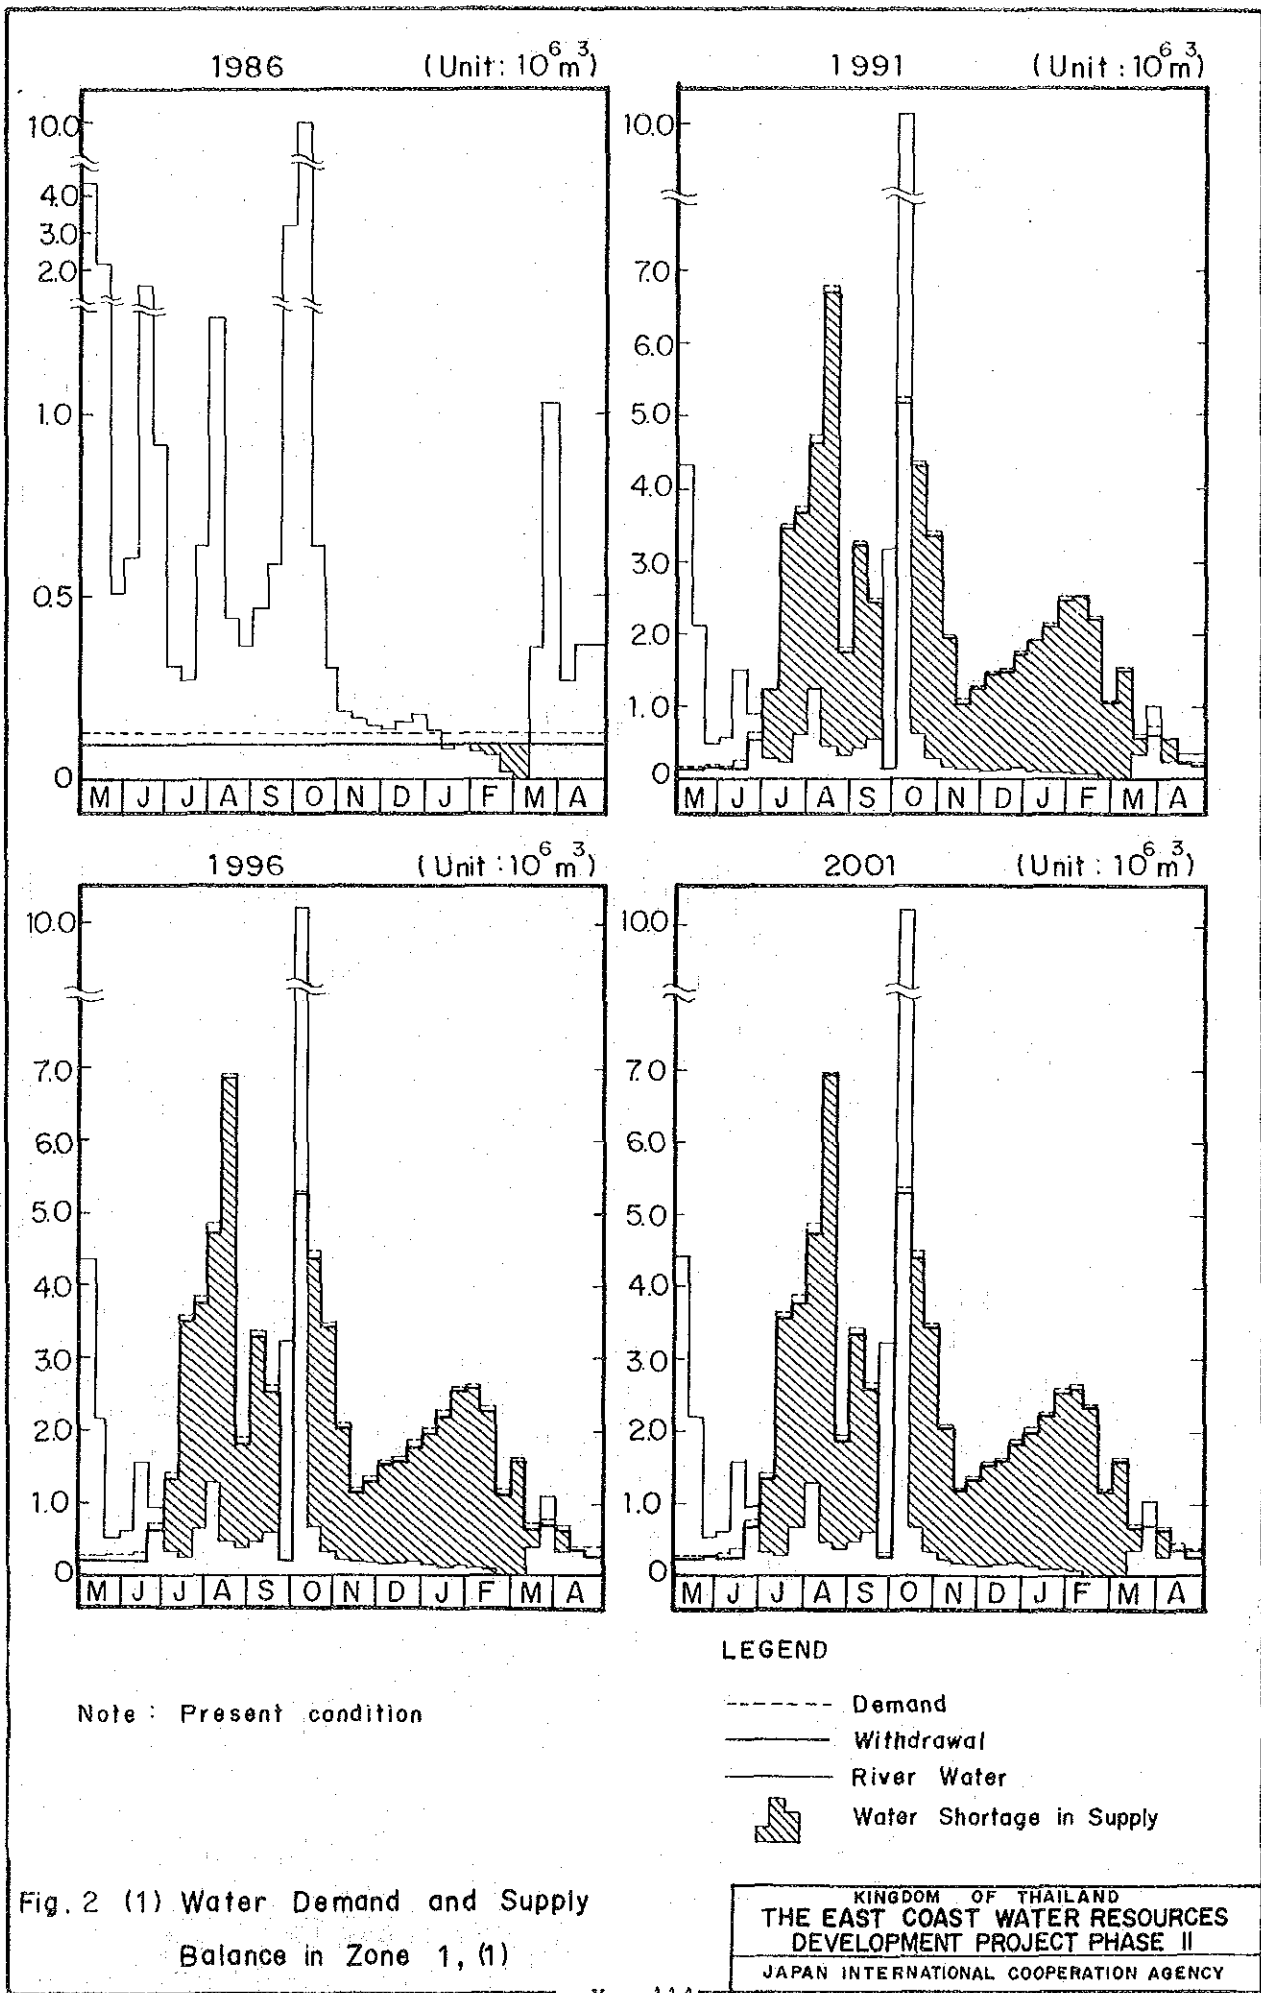 1986 (Unit: 10⁶m³)
10.0
4.0
3.0
2.0
1.0
0.5
0
M J J A S O N D J F M A
1991 (Unit: 10⁶m³)
10.0
7.0
6.0
5.0
4.0
3.0
2.0
1.0
0
M J J A S O N D J F M A
1996 (Unit: 10⁶m³)
10.0
7.0
6.0
5.0
4.0
3.0
2.0
1.0
0
M J J A S O N D J F M A
2001 (Unit: 10⁶m³)
10.0
7.0
6.0
5.0
4.0
3.0
2.0
1.0
0
M J J A S O N D J F M A
Note : Present condition
LEGEND
Demand
Withdrawal
River Water
Water Shortage in Supply
Fig. 2 (1) Water Demand and Supply
Balance in Zone 1, (1)
KINGDOM OF THAILAND
THE EAST COAST WATER RESOURCES
DEVELOPMENT PROJECT PHASE II
JAPAN INTERNATIONAL COOPERATION AGENCY